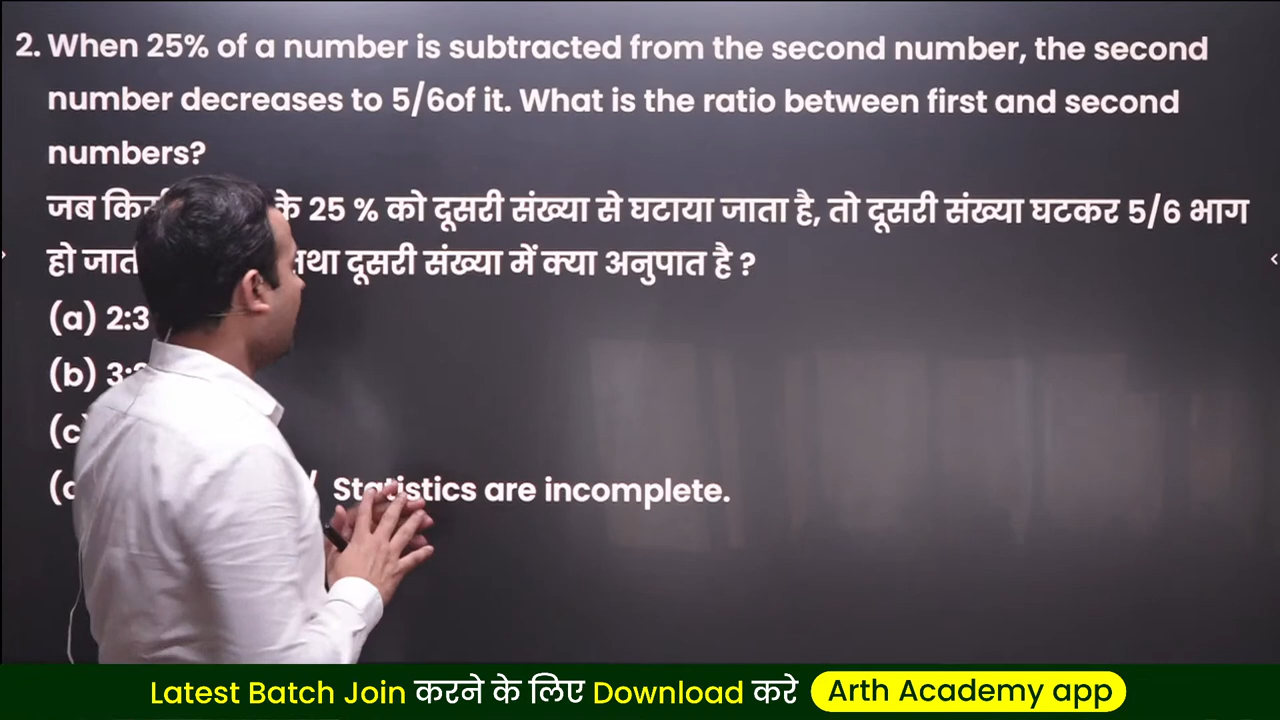 2. When 25% of a number is subtracted from the second number, the second
number decreases to 5/6of it. What is the ratio between first and second
numbers?
जब के 25 % को दूसरी संख्या से घटाया जाता है, तो दूसरी संख्या घटकर 5/6 भाग
हो दूसरी संख्या में क्या अनुपात है ?
(a) 2:3
(b)
(c)
Statistics are incomplete.
Latest Batch Join करने के लिए Download करे Arth Academy app